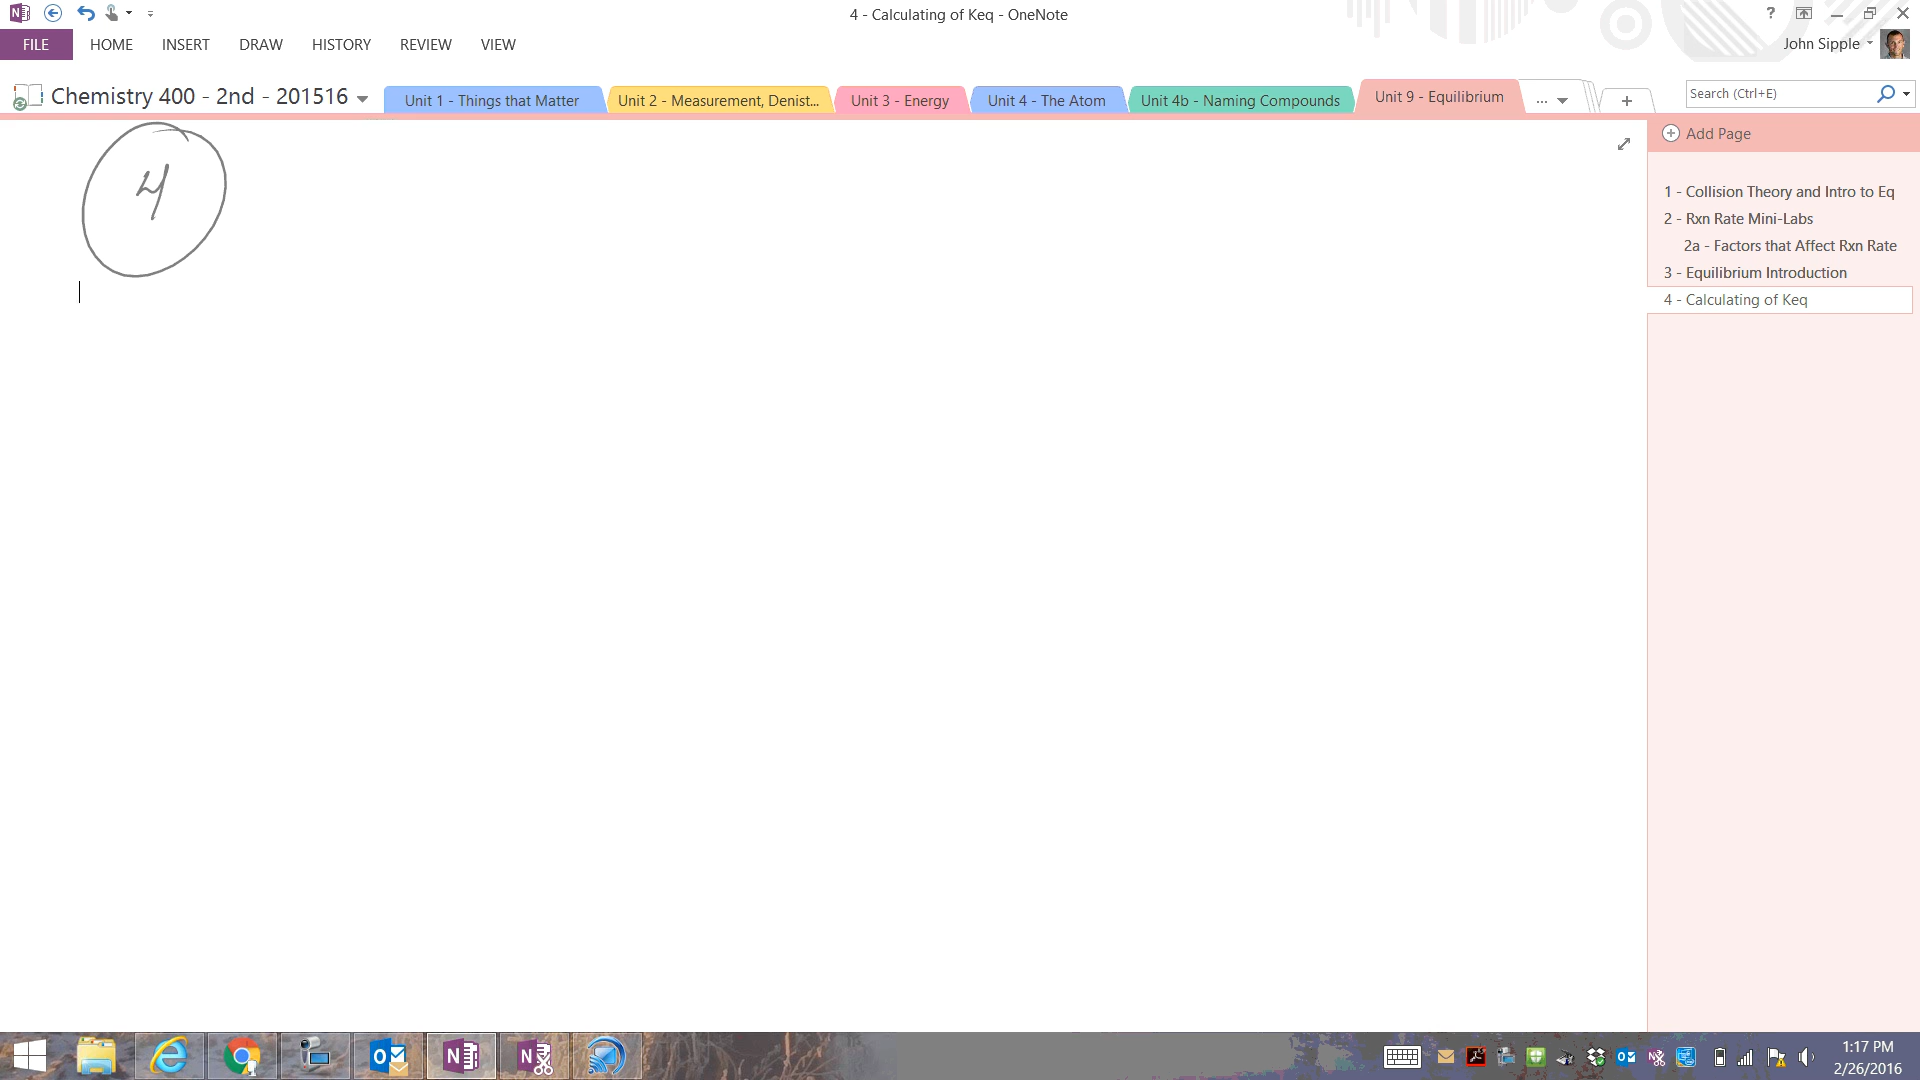 4 - Calculating of Keq - OneNote
FILE HOME INSERT DRAW HISTORY REVIEW VIEW
John Sipple
Chemistry 400 - 2nd - 201516
Unit 1 - Things that Matter
Unit 2 - Measurement, Denist...
Unit 3 - Energy
Unit 4 - The Atom
Unit 4b - Naming Compounds
Unit 9 - Equilibrium
...
Search (Ctrl+E)
4
Add Page
1 - Collision Theory and Intro to Eq
2 - Rxn Rate Mini-Labs
2a - Factors that Affect Rxn Rate
3 - Equilibrium Introduction
4 - Calculating of Keq
1:17 PM
2/26/2016